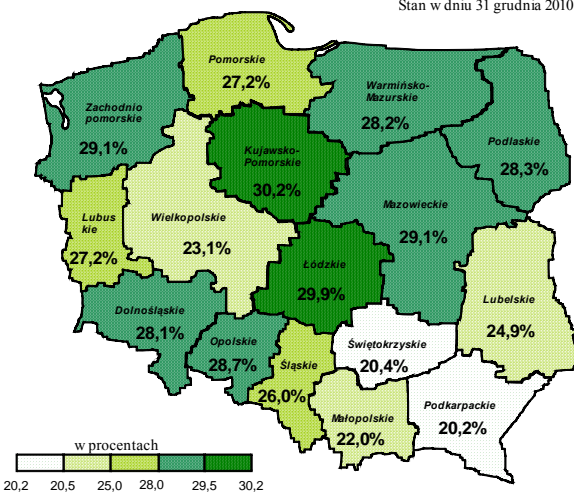 Stan w dniu 31 grudnia 2010
Pomorskie
27,2%
Warmińsko-
Mazurskie
28,2%
Zachodnio
pomorskie
29,1%
Podlaskie
28,3%
Kujawsko-
Pomorskie
30,2%
Mazowieckie
29,1%
Lubus
kie
27,2%
Wielkopolskie
23,1%
Łódzkie
29,9%
Lubelskie
24,9%
Dolnośląskie
28,1%
Opolskie
28,7%
Śląskie
26,0%
Świętokrzyskie
20,4%
Małopolskie
22,0%
Podkarpackie
20,2%
w procentach
20,2 20,5 25,0 28,0 29,5 30,2